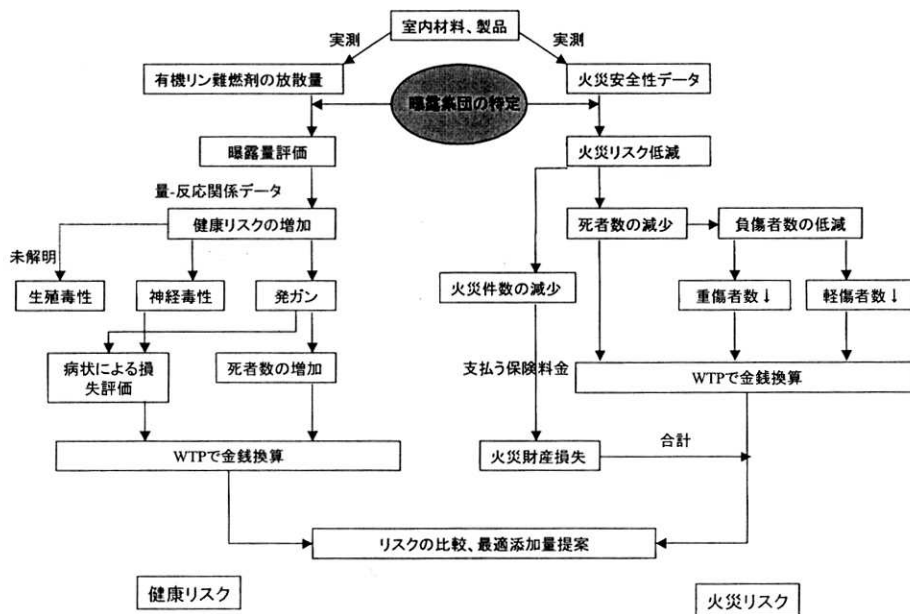 室内材料、製品
実測
実測
有機リン難燃剤の放散量
火災安全性データ
曝露集団の特定
曝露量評価
火災リスク低減
量-反応関係データ
健康リスクの増加
死者数の減少
負傷者数の低減
未解明
生殖毒性
神経毒性
発ガン
火災件数の減少
重傷者数↓
軽傷者数↓
病状による損
失評価
死者数の増加
支払う保険料金
WTPで金銭換算
WTPで金銭換算
火災財産損失
合計
リスクの比較、最適添加量提案
健康リスク
火災リスク